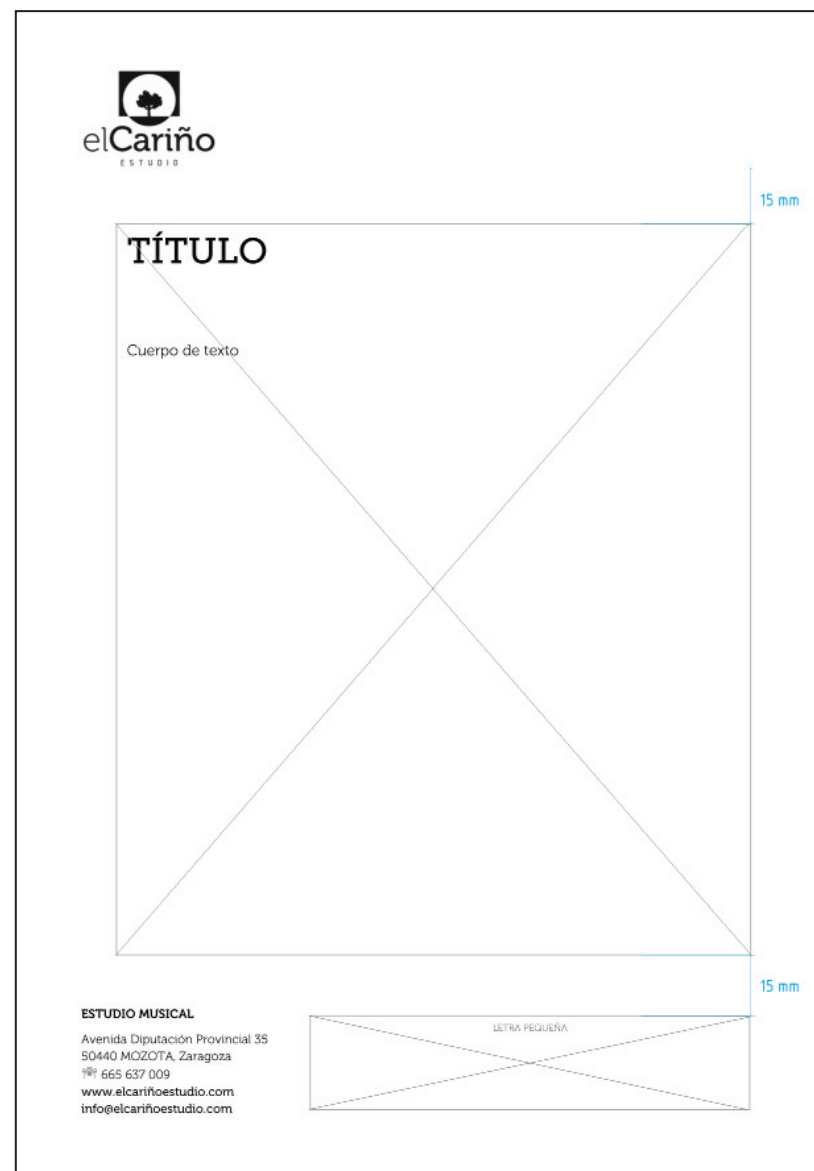 elCariño
ESTUDIO
15 mm
TÍTULO
Cuerpo de texto
15 mm
ESTUDIO MUSICAL
Avenida Diputación Provincial 35
50440 MOZOTA, Zaragoza
665 637 009
www.elcariñoestudio.com
info@elcariñoestudio.com
LETRA PEQUEÑA